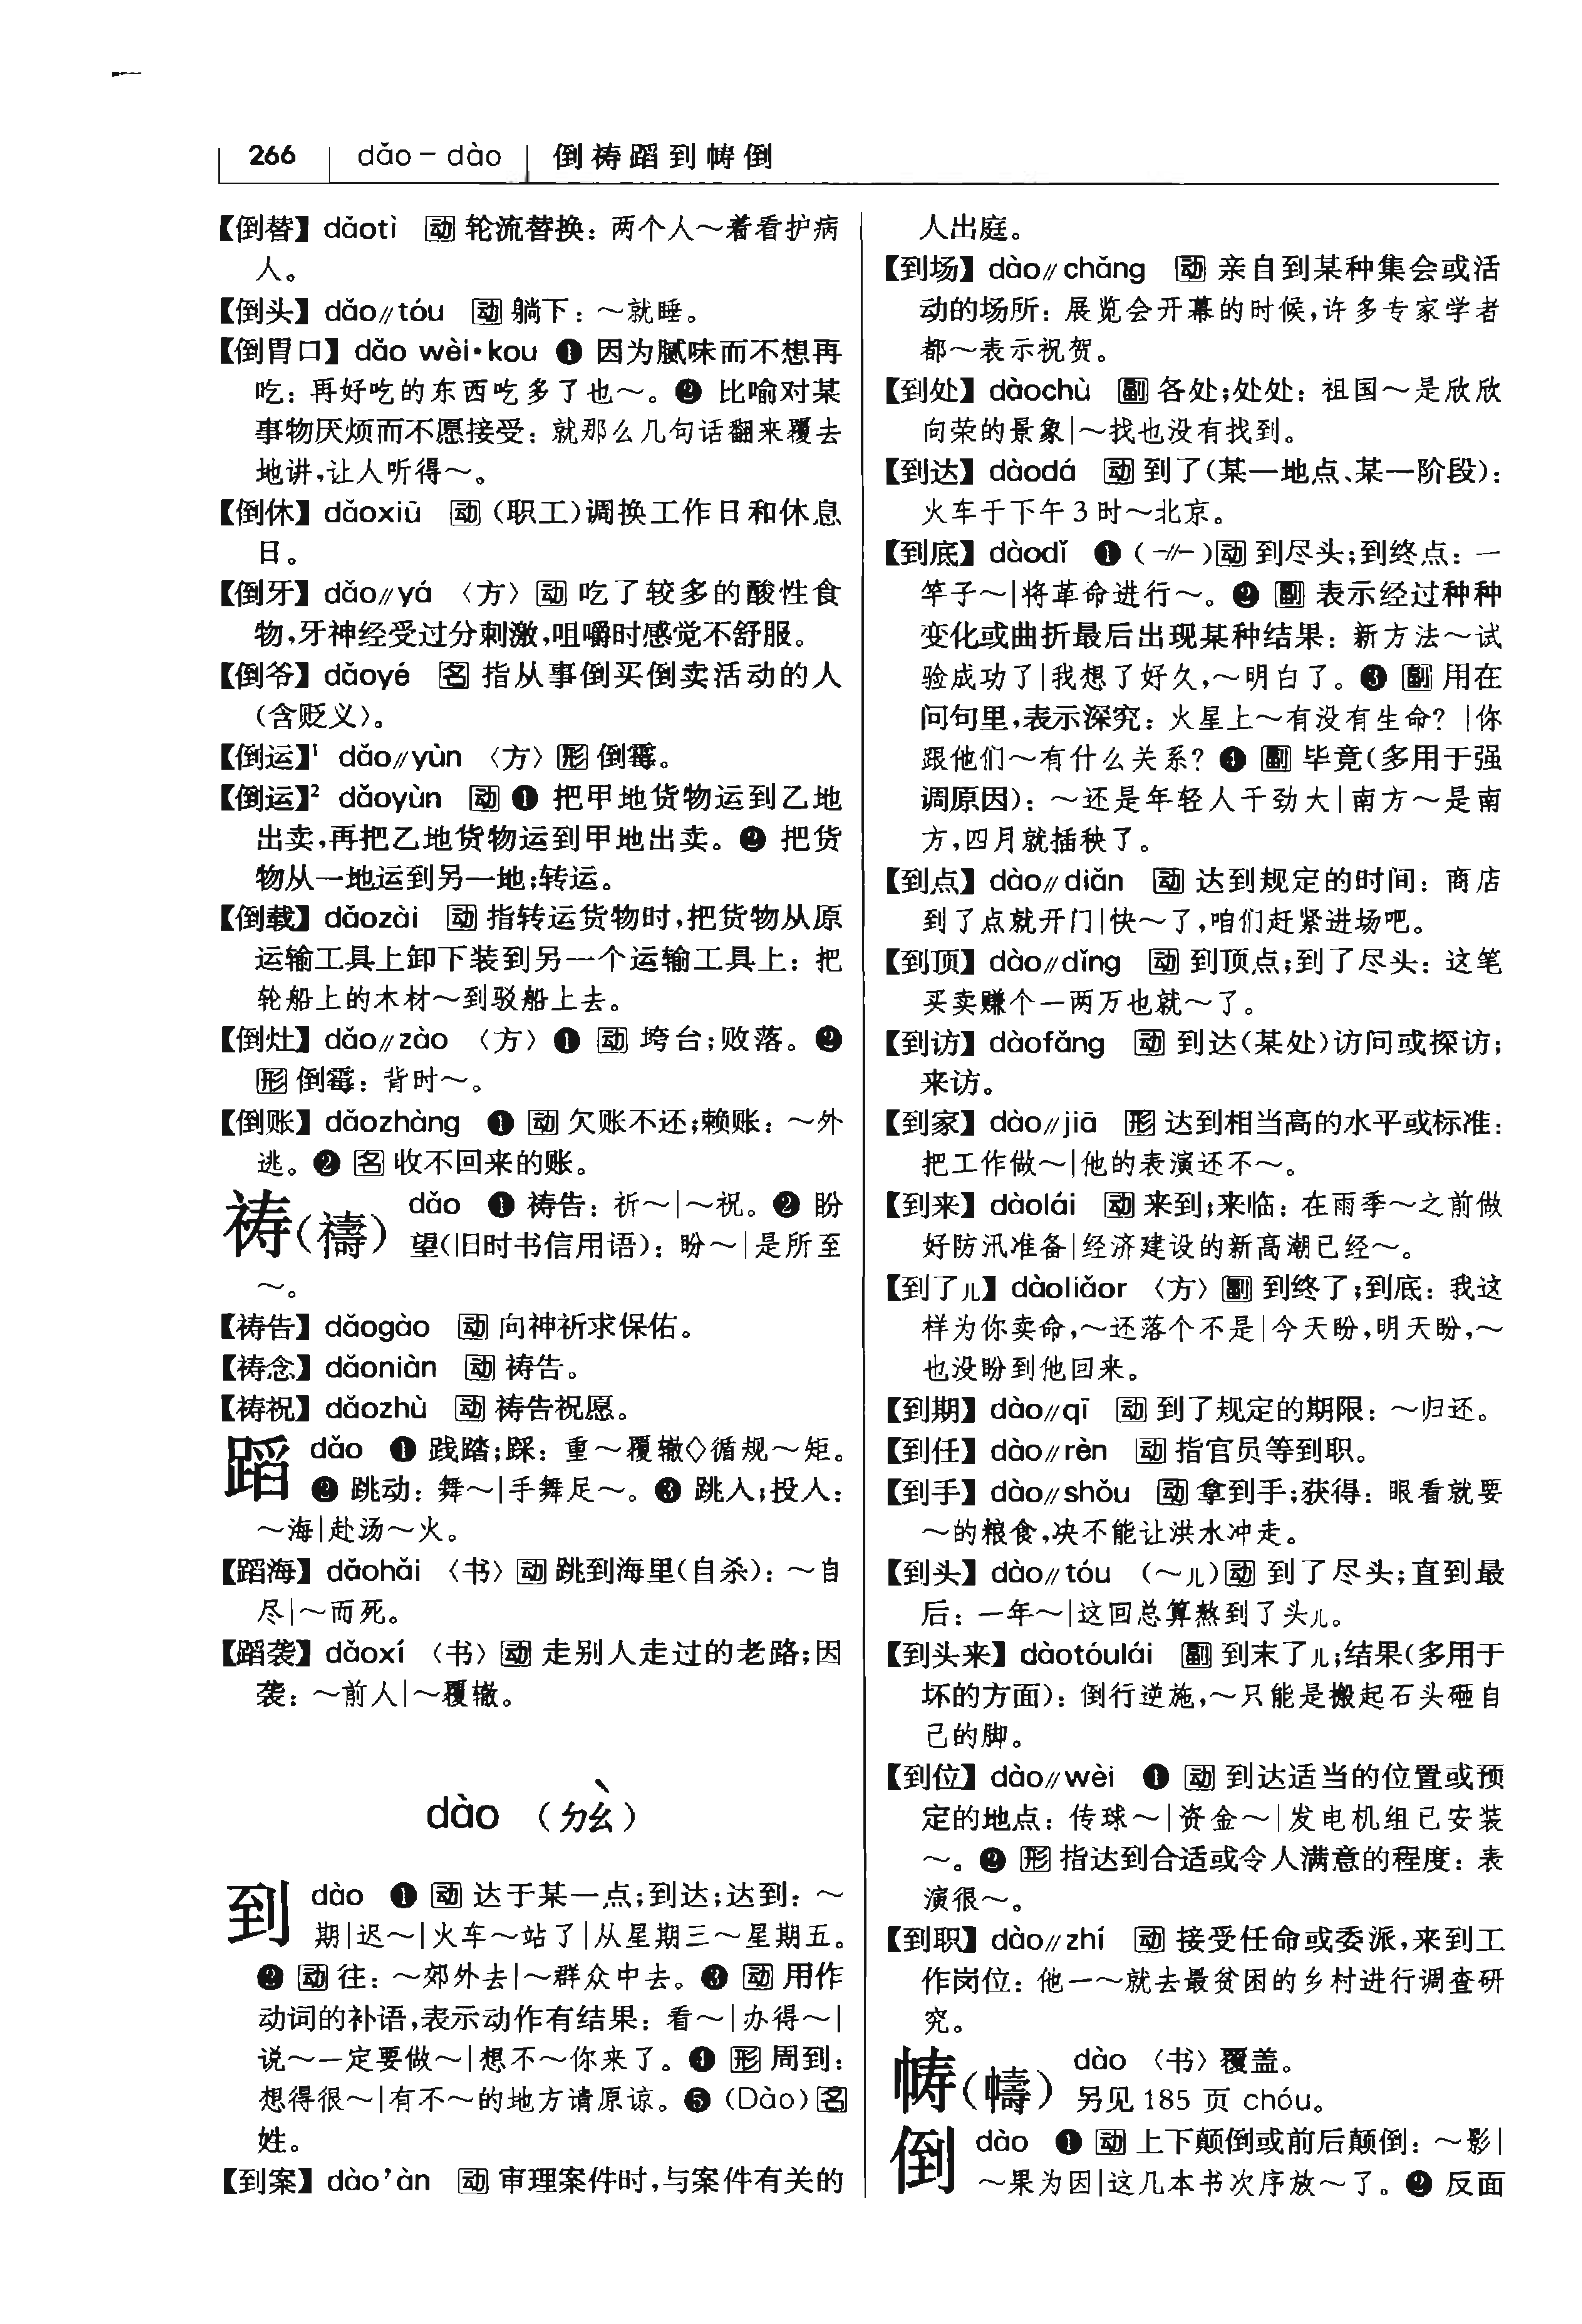 266 dǎo – dào 倒祷蹈到帱倒
【倒替】 dǎotì 动 轮流替换：两个人～着看护病
人。
【倒头】 dǎo∥tóu 动 躺下：～就睡。
【倒胃口】 dǎo wèi·kou ❶ 因为腻味而不想再
吃：再好吃的东西吃多了也～。❷ 比喻对某
事物厌烦而不愿接受：就那么几句话翻来覆去
地讲，让人听得～。
【倒休】 dǎoxiū 动（职工）调换工作日和休息
日。
【倒牙】 dǎo∥yá 〈方〉动 吃了较多的酸性食
物，牙神经受过分刺激，咀嚼时感觉不舒服。
【倒爷】 dǎoyé 名 指从事倒买倒卖活动的人
（含贬义）。
【倒运】¹ dǎo∥yùn 〈方〉形 倒霉。
【倒运】² dǎoyùn 动 ❶ 把甲地货物运到乙地
出卖，再把乙地货物运到甲地出卖。❷ 把货
物从一地运到另一地；转运。
【倒载】 dǎozài 动 指转运货物时，把货物从原
运输工具上卸下装到另一个运输工具上：把
轮船上的木材～到驳船上去。
【倒灶】 dǎo∥zào 〈方〉❶ 动 垮台；败落。❷
形 倒霉：背时～。
【倒账】 dǎozhàng ❶ 动 欠账不还；赖账：～外
逃。❷ 名 收不回来的账。
祷（禱） dǎo ❶ 祷告：祈～|～祝。❷ 盼
望（旧时书信用语）：盼～|是所至
～。
【祷告】 dǎogào 动 向神祈求保佑。
【祷念】 dǎoniàn 动 祷告。
【祷祝】 dǎozhù 动 祷告祝愿。
蹈 dǎo ❶ 践踏；踩：重～覆辙◇循规～矩。
❷ 跳动：舞～|手舞足～。❸ 跳入；投入：
～海|赴汤～火。
【蹈海】 dǎohǎi 〈书〉动 跳到海里（自杀）：～自
尽|～而死。
【蹈袭】 dǎoxí 〈书〉动 走别人走过的老路；因
袭：～前人|～覆辙。
dào （ㄉㄠˋ）
到 dào ❶ 动 达于某一点；到达；达到：～
期|迟～|火车～站了|从星期三～星期五。
❷ 动 往：～郊外去|～群众中去。❸ 动 用作
动词的补语，表示动作有结果：看～|办得～|
说～一定要做～|想不～你来了。❹ 形 周到：
想得很～|有不～的地方请原谅。❺（Dào）名
姓。
【到案】 dào'àn 动 审理案件时，与案件有关的
人出庭。
【到场】 dào∥chǎng 动 亲自到某种集会或活
动的场所：展览会开幕的时候，许多专家学者
都～表示祝贺。
【到处】 dàochù 副 各处；处处：祖国～是欣欣
向荣的景象|～找也没有找到。
【到达】 dàodá 动 到了（某一地点、某一阶段）：
火车于下午3时～北京。
【到底】 dàodǐ ❶（-∥-）动 到尽头；到终点：一
竿子～|将革命进行～。❷ 副 表示经过种种
变化或曲折最后出现某种结果：新方法～试
验成功了|我想了好久，～明白了。❸ 副 用在
问句里，表示深究：火星上～有没有生命？|你
跟他们～有什么关系？❹ 副 毕竟（多用于强
调原因）：～还是年轻人干劲大|南方～是南
方，四月就插秧了。
【到点】 dào∥diǎn 动 达到规定的时间：商店
到了点就开门|快～了，咱们赶紧进场吧。
【到顶】 dào∥dǐng 动 到顶点；到了尽头：这笔
买卖赚个一两万也就～了。
【到访】 dàofǎng 动 到达（某处）访问或探访；
来访。
【到家】 dào∥jiā 形 达到相当高的水平或标准：
把工作做～|他的表演还不～。
【到来】 dàolái 动 来到；来临：在雨季～之前做
好防汛准备|经济建设的新高潮已经～。
【到了儿】 dàoliǎor 〈方〉副 到终了；到底：我这
样为你卖命，～还落个不是|今天盼，明天盼，～
也没盼到他回来。
【到期】 dào∥qī 动 到了规定的期限：～归还。
【到任】 dào∥rèn 动 指官员等到职。
【到手】 dào∥shǒu 动 拿到手；获得：眼看就要
～的粮食，决不能让洪水冲走。
【到头】 dào∥tóu （～儿）动 到了尽头；直到最
后：一年～|这回总算熬到了头儿。
【到头来】 dàotóulái 副 到末了儿；结果（多用于
坏的方面）：倒行逆施，～只能是搬起石头砸自
己的脚。
【到位】 dào∥wèi ❶ 动 到达适当的位置或预
定的地点：传球～|资金～|发电机组已安装
～。❷ 形 指达到合适或令人满意的程度：表
演很～。
【到职】 dào∥zhí 动 接受任命或委派，来到工
作岗位：他一～就去最贫困的乡村进行调查研
究。
帱（幬） dào 〈书〉覆盖。
另见185页 chóu。
倒 dào ❶ 动 上下颠倒或前后颠倒：～影|
～果为因|这几本书次序放～了。❷ 反面